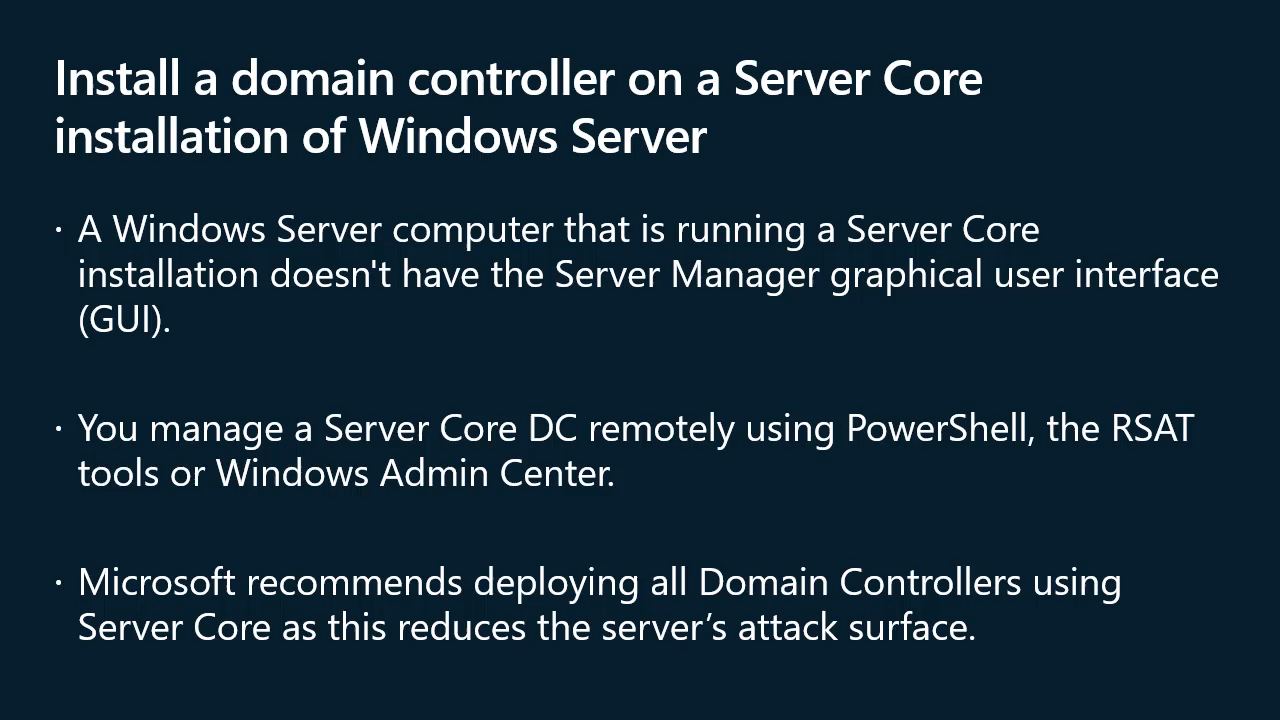 Install a domain controller on a Server Core
installation of Windows Server
· A Windows Server computer that is running a Server Core
installation doesn't have the Server Manager graphical user interface
(GUI).
· You manage a Server Core DC remotely using PowerShell, the RSAT
tools or Windows Admin Center.
· Microsoft recommends deploying all Domain Controllers using
Server Core as this reduces the server’s attack surface.